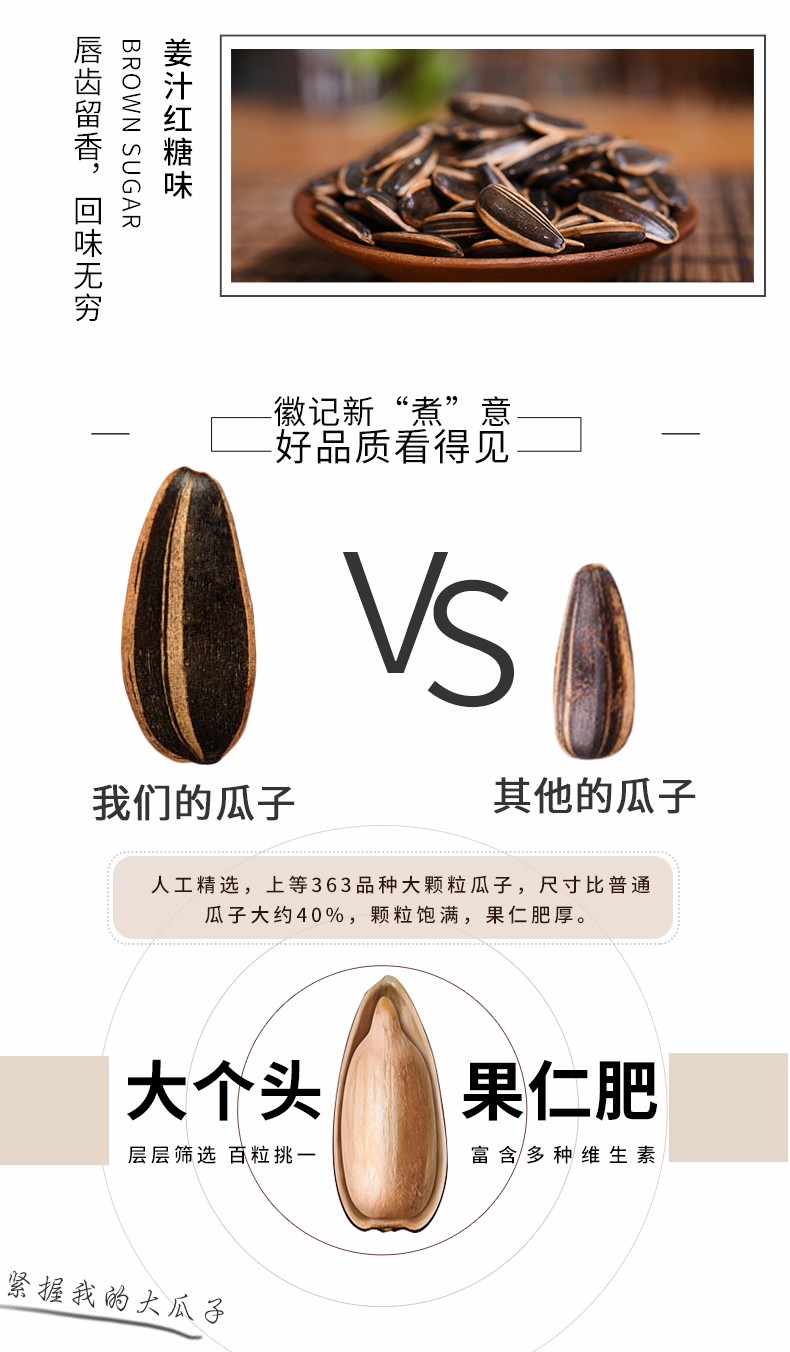 姜汁红糖味
BROWN SUGAR
唇齿留香，回味无穷
徽记新“煮”意
好品质看得见
VS
我们的瓜子
其他的瓜子
人工精选，上等363品种大颗粒瓜子，尺寸比普通
瓜子大约40%，颗粒饱满，果仁肥厚。
大个头
果仁肥
层层筛选 百粒挑一
富含多种维生素
紧握我的大瓜子